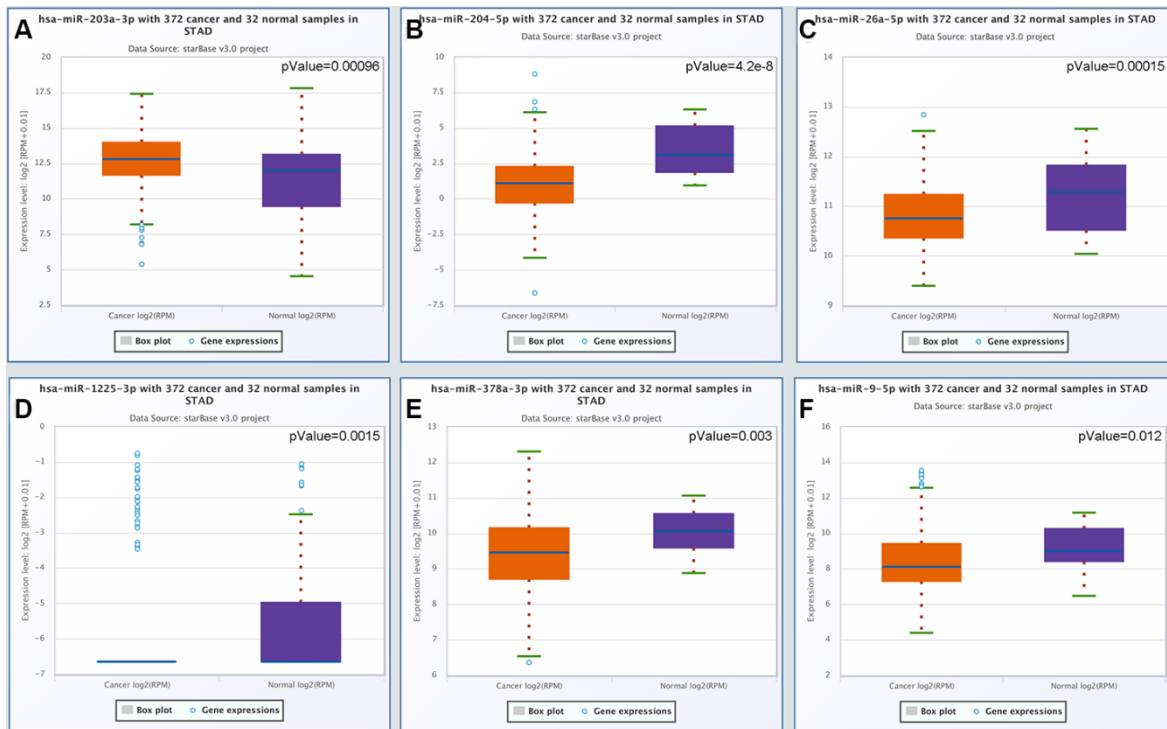 A
hsa-miR-203a-3p with 372 cancer and 32 normal samples in
STAD
Data Source: starBase v3.0 project
pValue=0.00096
Expression level: log2 [RPM+0.01]
20
17.5
15
12.5
10
7.5
5
2.5
Cancer log2(RPM)
Normal log2(RPM)
Box plot
Gene expressions
B
hsa-miR-204-5p with 372 cancer and 32 normal samples in
STAD
Data Source: starBase v3.0 project
pValue=4.2e-8
Expression level: log2 [RPM+0.01]
10
7.5
5
2.5
0
-2.5
-5
-7.5
Cancer log2(RPM)
Normal log2(RPM)
Box plot
Gene expressions
C
hsa-miR-26a-5p with 372 cancer and 32 normal samples in STAD
Data Source: starBase v3.0 project
pValue=0.00015
Expression level: log2 [RPM+0.01]
14
13
12
11
10
9
Cancer log2(RPM)
Normal log2(RPM)
Box plot
Gene expressions
D
hsa-miR-1225-3p with 372 cancer and 32 normal samples in
STAD
Data Source: starBase v3.0 project
pValue=0.0015
Expression level: log2 [RPM+0.01]
0
-1
-2
-3
-4
-5
-6
-7
Cancer log2(RPM)
Normal log2(RPM)
Box plot
Gene expressions
E
hsa-miR-378a-3p with 372 cancer and 32 normal samples in
STAD
Data Source: starBase v3.0 project
pValue=0.003
Expression level: log2 [RPM+0.01]
13
12
11
10
9
8
7
6
Cancer log2(RPM)
Normal log2(RPM)
Box plot
Gene expressions
F
hsa-miR-9-5p with 372 cancer and 32 normal samples in STAD
Data Source: starBase v3.0 project
pValue=0.012
Expression level: log2 [RPM+0.01]
16
14
12
10
8
6
4
2
Cancer log2(RPM)
Normal log2(RPM)
Box plot
Gene expressions